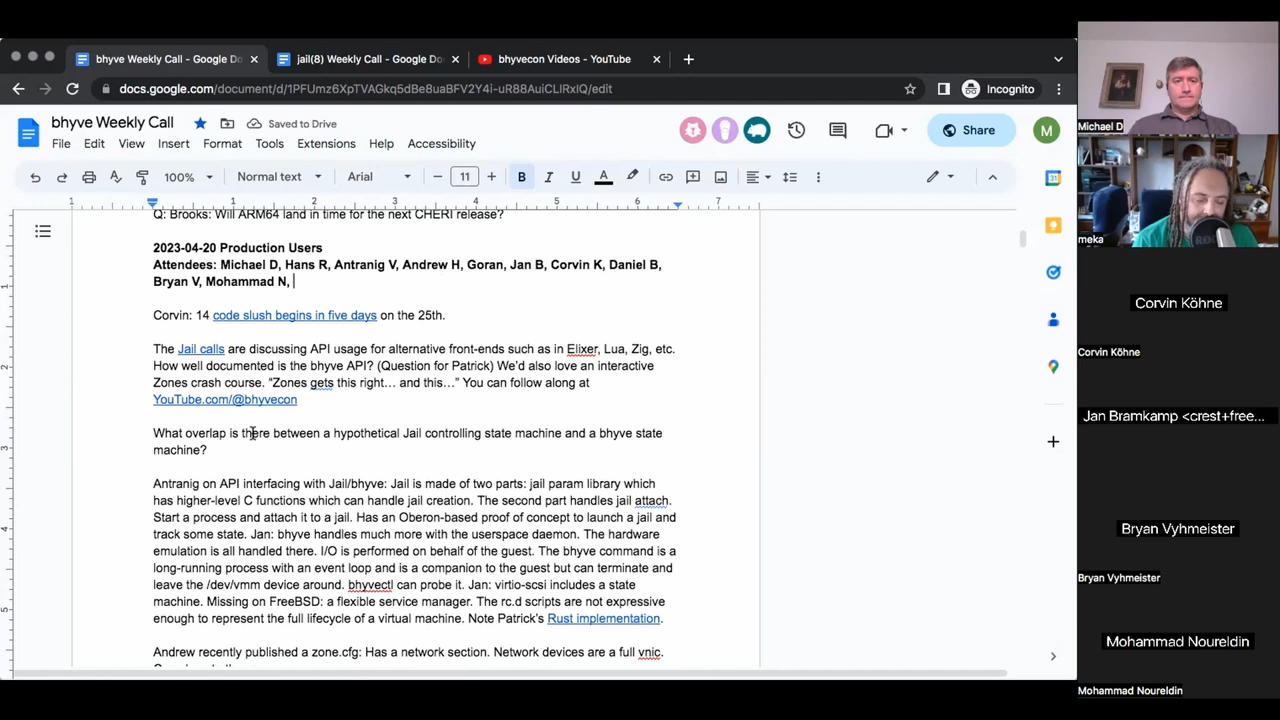 bhyve Weekly Call - Google Do
jail(8) Weekly Call - Google Do
bhyvecon Videos - YouTube
docs.google.com/document/d/1PFUmz6XpTVAGkq5dBe8uaBFV2Y4l-uR88AuiCLlRxIQ/edit
Incognito
bhyve Weekly Call
Saved to Drive
Share
M
File Edit View Insert Format Tools Extensions Help Accessibility
100% Normal text Arial 11 B I U A
1 1 2 3 4 5 6 7
Q: Brooks: Will ARM64 land in time for the next CHERI release?
2023-04-20 Production Users
Attendees: Michael D, Hans R, Antranig V, Andrew H, Goran, Jan B, Corvin K, Daniel B,
Bryan V, Mohammad N,
Corvin: 14 code slush begins in five days on the 25th.
The Jail calls are discussing API usage for alternative front-ends such as in Elixer, Lua, Zig, etc.
How well documented is the bhyve API? (Question for Patrick) We'd also love an interactive
Zones crash course. "Zones gets this right… and this…" You can follow along at
YouTube.com/@bhyvecon
What overlap is there between a hypothetical Jail controlling state machine and a bhyve state
machine?
Antranig on API interfacing with Jail/bhyve: Jail is made of two parts: jail param library which
has higher-level C functions which can handle jail creation. The second part handles jail attach.
Start a process and attach it to a jail. Has an Oberon-based proof of concept to launch a jail and
track some state. Jan: bhyve handles much more with the userspace daemon. The hardware
emulation is all handled there. I/O is performed on behalf of the guest. The bhyve command is a
long-running process with an event loop and is a companion to the guest but can terminate and
leave the /dev/vmm device around. bhyvectl can probe it. Jan: virtio-scsi includes a state
machine. Missing on FreeBSD: a flexible service manager. The rc.d scripts are not expressive
enough to represent the full lifecycle of a virtual machine. Note Patrick's Rust implementation.
Andrew recently published a zone.cfg: Has a network section. Network devices are a full vnic.
1
2
3
4
5
Michael D
meka
Corvin Köhne
Corvin Köhne
Jan Bramkamp <crest+free...
Bryan Vyhmeister
Bryan Vyhmeister
Mohammad Noureldin
Mohammad Noureldin